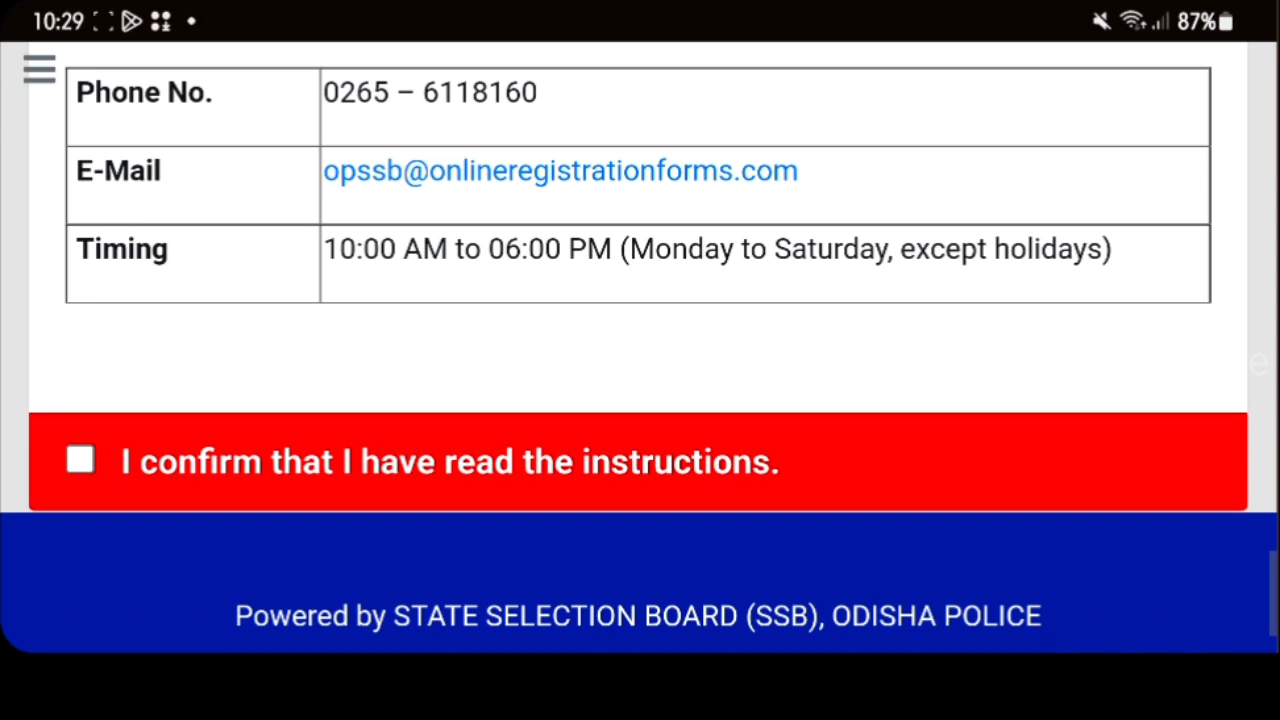 10:29
87%
Phone No. 0265 – 6118160
E-Mail opssb@onlineregistrationforms.com
Timing 10:00 AM to 06:00 PM (Monday to Saturday, except holidays)
e
I confirm that I have read the instructions.
Powered by STATE SELECTION BOARD (SSB), ODISHA POLICE